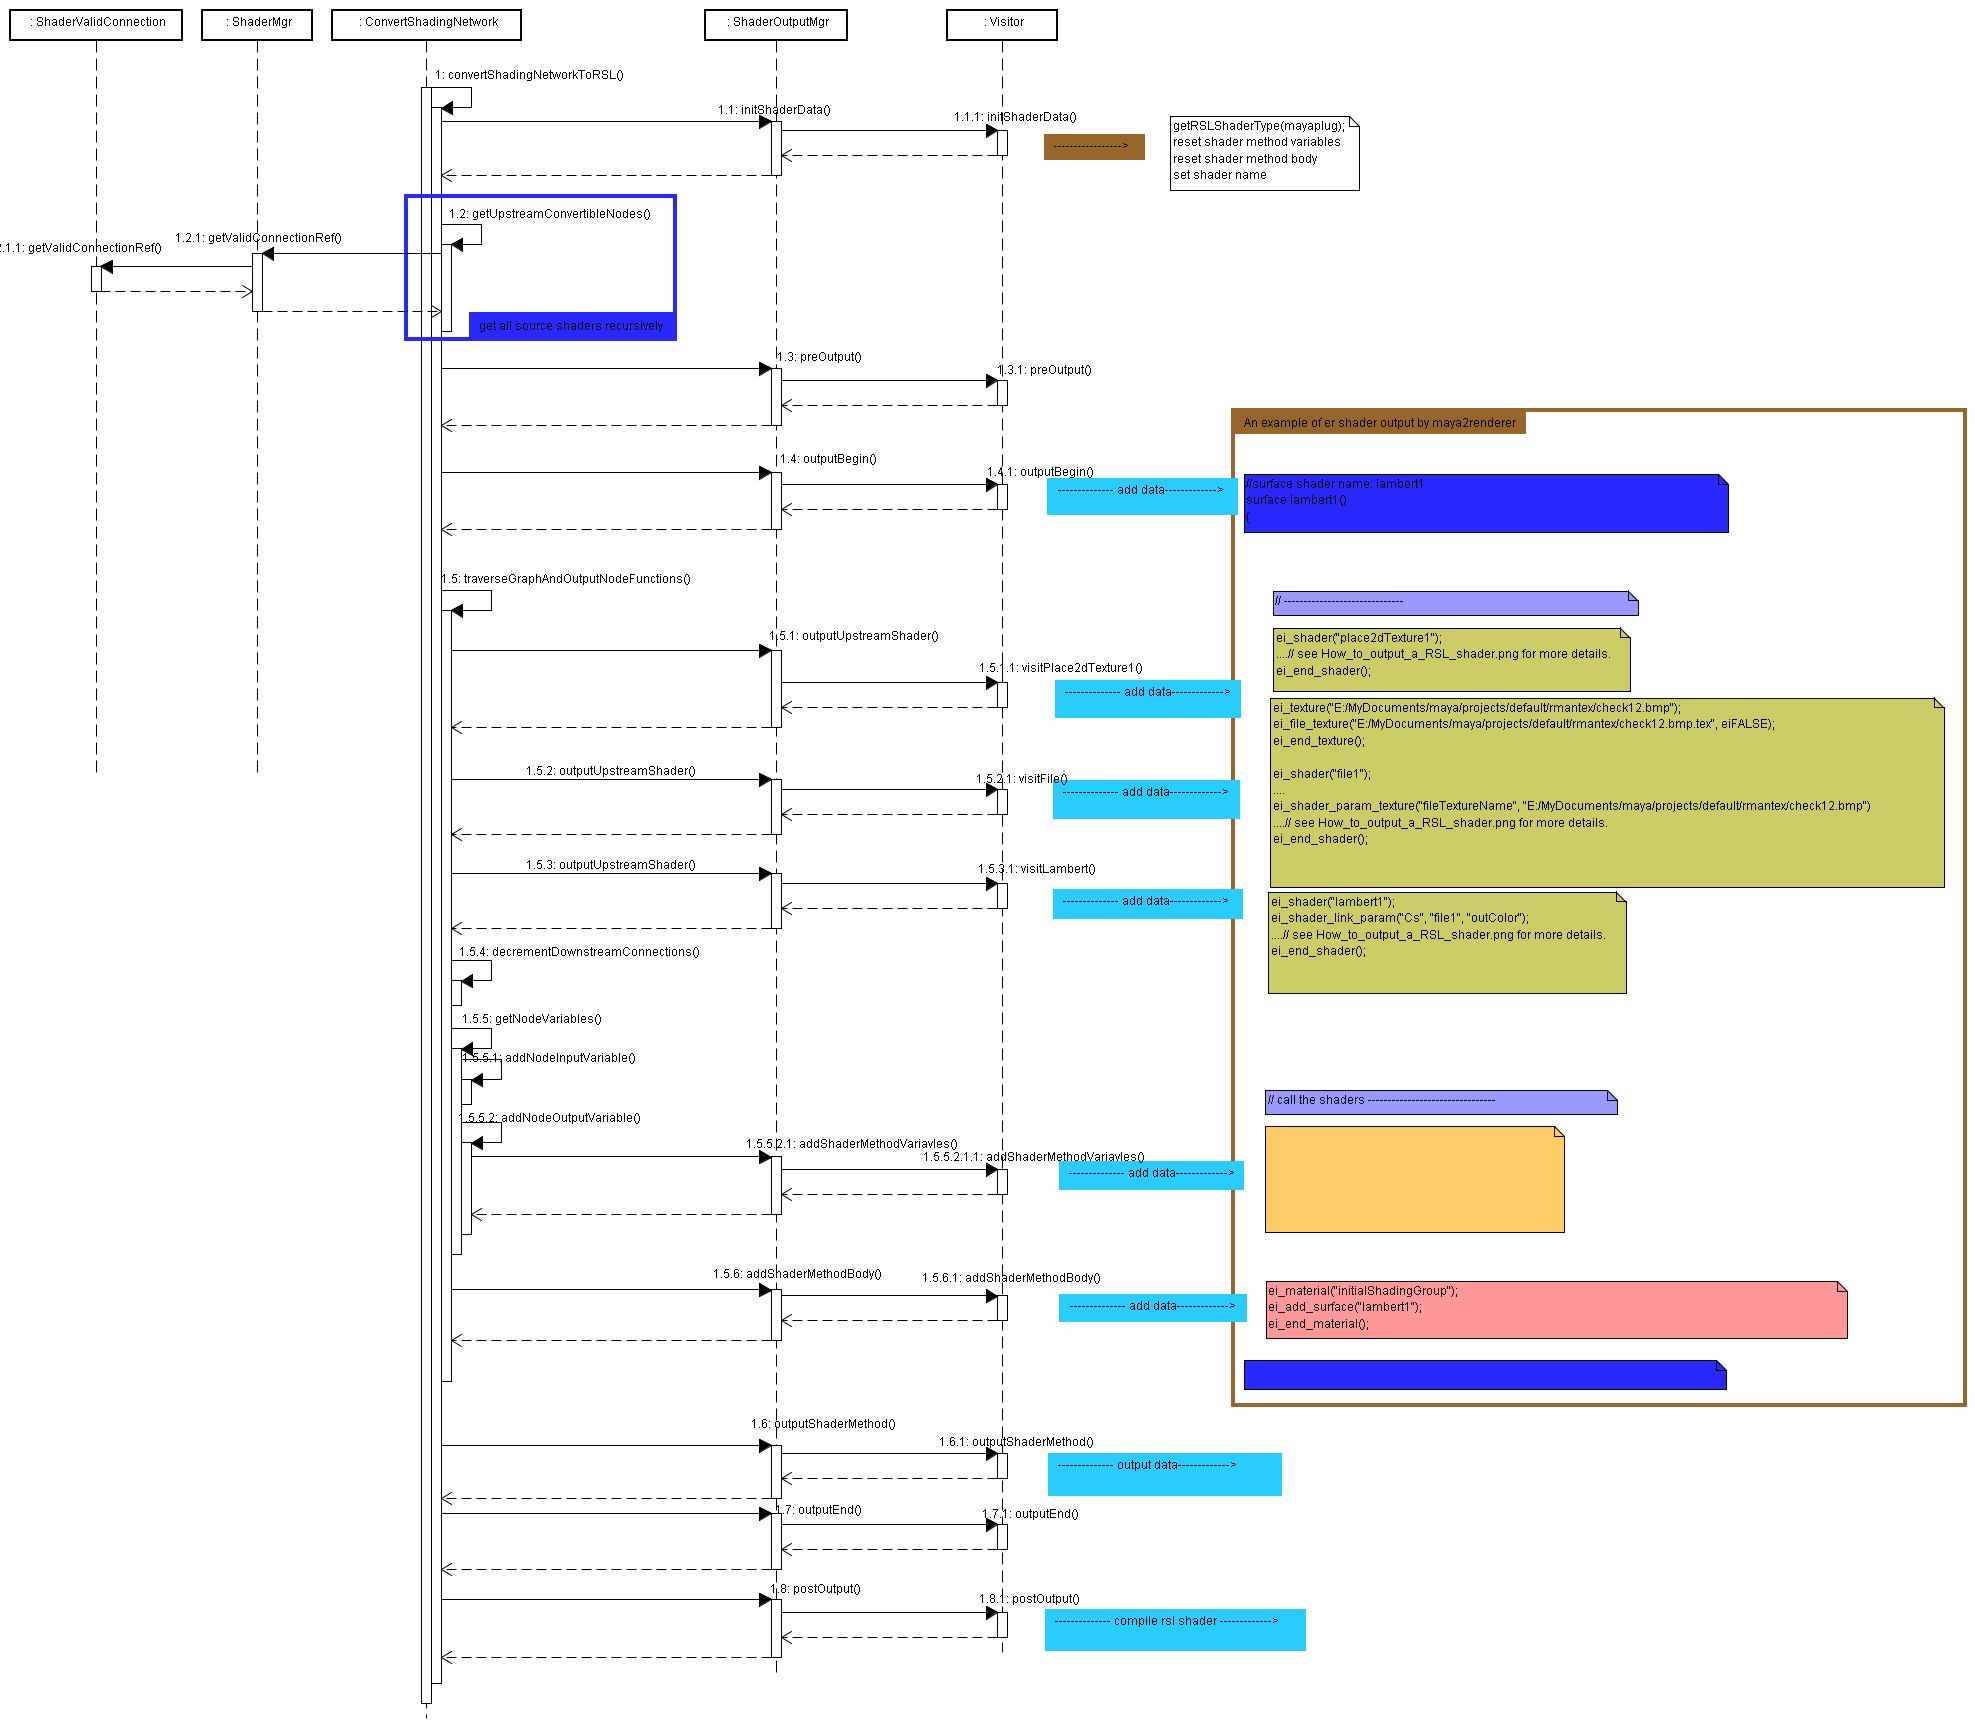 : ShaderValidConnection
: ShaderMgr
: ConvertShadingNetwork
: ShaderOutputMgr
: Visitor
1: convertShadingNetworkToRSL()
1.1: initShaderData()
1.1.1: initShaderData()
----------------->
getRSLShaderType(mayaplug);
reset shader method variables
reset shader method body
set shader name
1.2: getUpstreamConvertibleNodes()
1.2.1: getValidConnectionRef()
2.1.1: getValidConnectionRef()
get all source shaders recursively
1.3: preOutput()
1.3.1: preOutput()
An example of er shader output by maya2renderer
1.4: outputBegin()
1.4.1: outputBegin()
-------------- add data------------->
//surface shader name: lambert1
surface lambert1()
{
1.5: traverseGraphAndOutputNodeFunctions()
// ------------------------------
1.5.1: outputUpstreamShader()
1.5.1.1: visitPlace2dTexture1()
-------------- add data------------->
ei_shader("place2dTexture1");
....// see How_to_output_a_RSL_shader.png for more details.
ei_end_shader();
ei_texture("E:/MyDocuments/maya/projects/default/rmantex/check12.bmp");
ei_file_texture("E:/MyDocuments/maya/projects/default/rmantex/check12.bmp.tex", eiFALSE);
ei_end_texture();
ei_shader("file1");
....
ei_shader_param_texture("fileTextureName", "E:/MyDocuments/maya/projects/default/rmantex/check12.bmp")
....// see How_to_output_a_RSL_shader.png for more details.
ei_end_shader();
1.5.2: outputUpstreamShader()
1.5.2.1: visitFile()
-------------- add data------------->
1.5.3: outputUpstreamShader()
1.5.3.1: visitLambert()
-------------- add data------------->
ei_shader("lambert1");
ei_shader_link_param("Cs", "file1", "outColor");
....// see How_to_output_a_RSL_shader.png for more details.
ei_end_shader();
1.5.4: decrementDownstreamConnections()
1.5.5: getNodeVariables()
1.5.5.1: addNodeInputVariable()
1.5.5.2: addNodeOutputVariable()
// call the shaders --------------------------------
1.5.5.2.1: addShaderMethodVariavles()
1.5.5.2.1.1: addShaderMethodVariavles()
-------------- add data------------->
1.5.6: addShaderMethodBody()
1.5.6.1: addShaderMethodBody()
-------------- add data------------->
ei_material("initialShadingGroup");
ei_add_surface("lambert1");
ei_end_material();
1.6: outputShaderMethod()
1.6.1: outputShaderMethod()
-------------- output data------------->
1.7: outputEnd()
1.7.1: outputEnd()
1.8: postOutput()
1.8.1: postOutput()
-------------- compile rsl shader ------------->